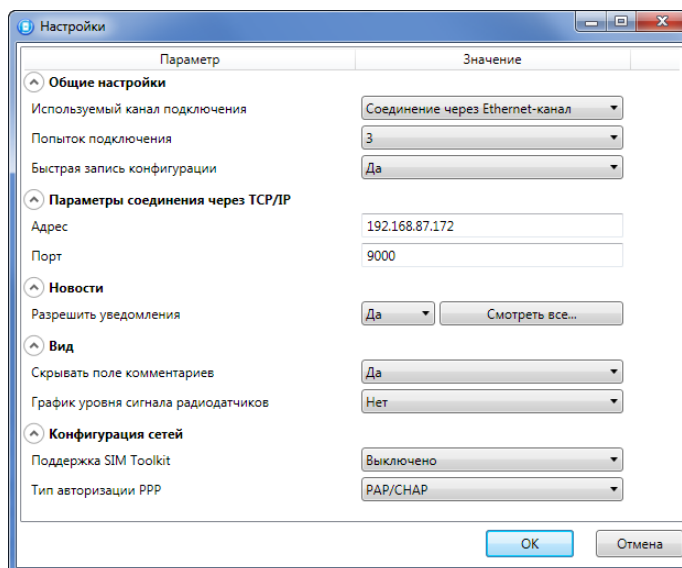 Настройки
Параметр Значение
Общие настройки
Используемый канал подключения Соединение через Ethernet-канал
Попыток подключения 3
Быстрая запись конфигурации Да
Параметры соединения через TCP/IP
Адрес 192.168.87.172
Порт 9000
Новости
Разрешить уведомления Да Смотреть все...
Вид
Скрывать поле комментариев Да
График уровня сигнала радиодатчиков Нет
Конфигурация сетей
Поддержка SIM Toolkit Выключено
Тип авторизации PPP PAP/CHAP
OK Отмена